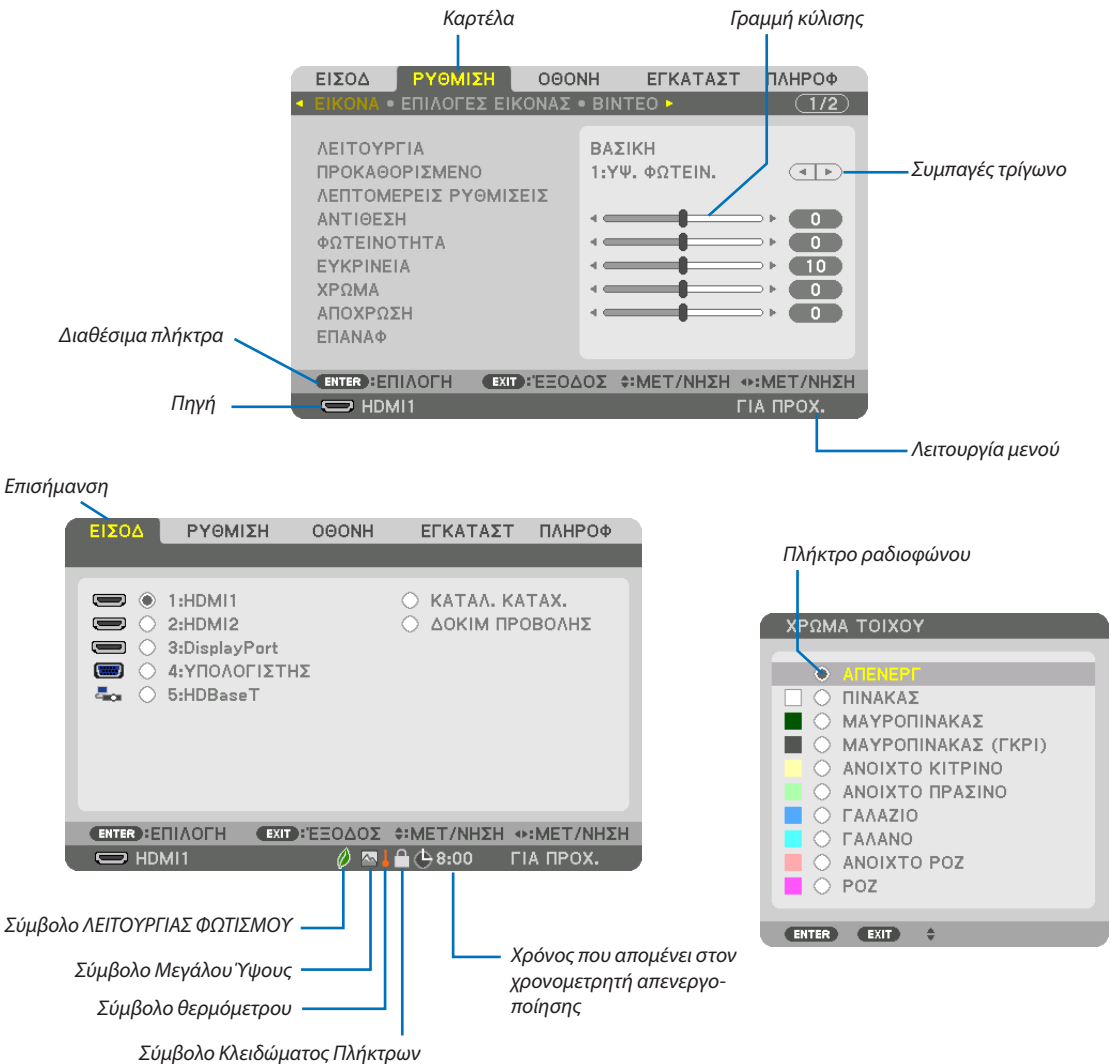 Καρτέλα
Γραμμή κύλισης
ΕΙΣΟΔ ΡΥΘΜΙΣΗ ΟΘΟΝΗ ΕΓΚΑΤΑΣΤ ΠΛΗΡΟΦ
ΕΙΚΟΝΑ • ΕΠΙΛΟΓΕΣ ΕΙΚΟΝΑΣ • ΒΙΝΤΕΟ 1/2
ΛΕΙΤΟΥΡΓΙΑ ΒΑΣΙΚΗ
ΠΡΟΚΑΘΟΡΙΣΜΕΝΟ 1:ΥΨ. ΦΩΤΕΙΝ.
Συμπαγές τρίγωνο
ΛΕΠΤΟΜΕΡΕΙΣ ΡΥΘΜΙΣΕΙΣ
ΑΝΤΙΘΕΣΗ 0
ΦΩΤΕΙΝΟΤΗΤΑ 0
ΕΥΚΡΙΝΕΙΑ 10
ΧΡΩΜΑ 0
ΑΠΟΧΡΩΣΗ 0
ΕΠΑΝΑΦ
Διαθέσιμα πλήκτρα
ENTER :ΕΠΙΛΟΓΗ EXIT :ΈΞΟΔΟΣ :ΜΕΤ/ΝΗΣΗ :ΜΕΤ/ΝΗΣΗ
Πηγή
HDMI1 ΓΙΑ ΠΡΟΧ.
Λειτουργία μενού
Επισήμανση
ΕΙΣΟΔ ΡΥΘΜΙΣΗ ΟΘΟΝΗ ΕΓΚΑΤΑΣΤ ΠΛΗΡΟΦ
1:HDMI1 ΚΑΤΑΛ. ΚΑΤΑΧ.
2:HDMI2 ΔΟΚΙΜ ΠΡΟΒΟΛΗΣ
3:DisplayPort
4:ΥΠΟΛΟΓΙΣΤΗΣ
5:HDBaseT
ENTER :ΕΠΙΛΟΓΗ EXIT :ΈΞΟΔΟΣ :ΜΕΤ/ΝΗΣΗ :ΜΕΤ/ΝΗΣΗ
HDMI1 8:00 ΓΙΑ ΠΡΟΧ.
Πλήκτρο ραδιοφώνου
ΧΡΩΜΑ ΤΟΙΧΟΥ
ΑΠΕΝΕΡΓ
ΠΙΝΑΚΑΣ
ΜΑΥΡΟΠΙΝΑΚΑΣ
ΜΑΥΡΟΠΙΝΑΚΑΣ (ΓΚΡΙ)
ΑΝΟΙΧΤΟ ΚΙΤΡΙΝΟ
ΑΝΟΙΧΤΟ ΠΡΑΣΙΝΟ
ΓΑΛΑΖΙΟ
ΓΑΛΑΝΟ
ΑΝΟΙΧΤΟ ΡΟΖ
ΡΟΖ
ENTER EXIT
Σύμβολο ΛΕΙΤΟΥΡΓΙΑΣ ΦΩΤΙΣΜΟΥ
Σύμβολο Μεγάλου Ύψους
Σύμβολο θερμόμετρου
Σύμβολο Κλειδώματος Πλήκτρων
Χρόνος που απομένει στον
χρονομετρητή απενεργο-
ποίησης